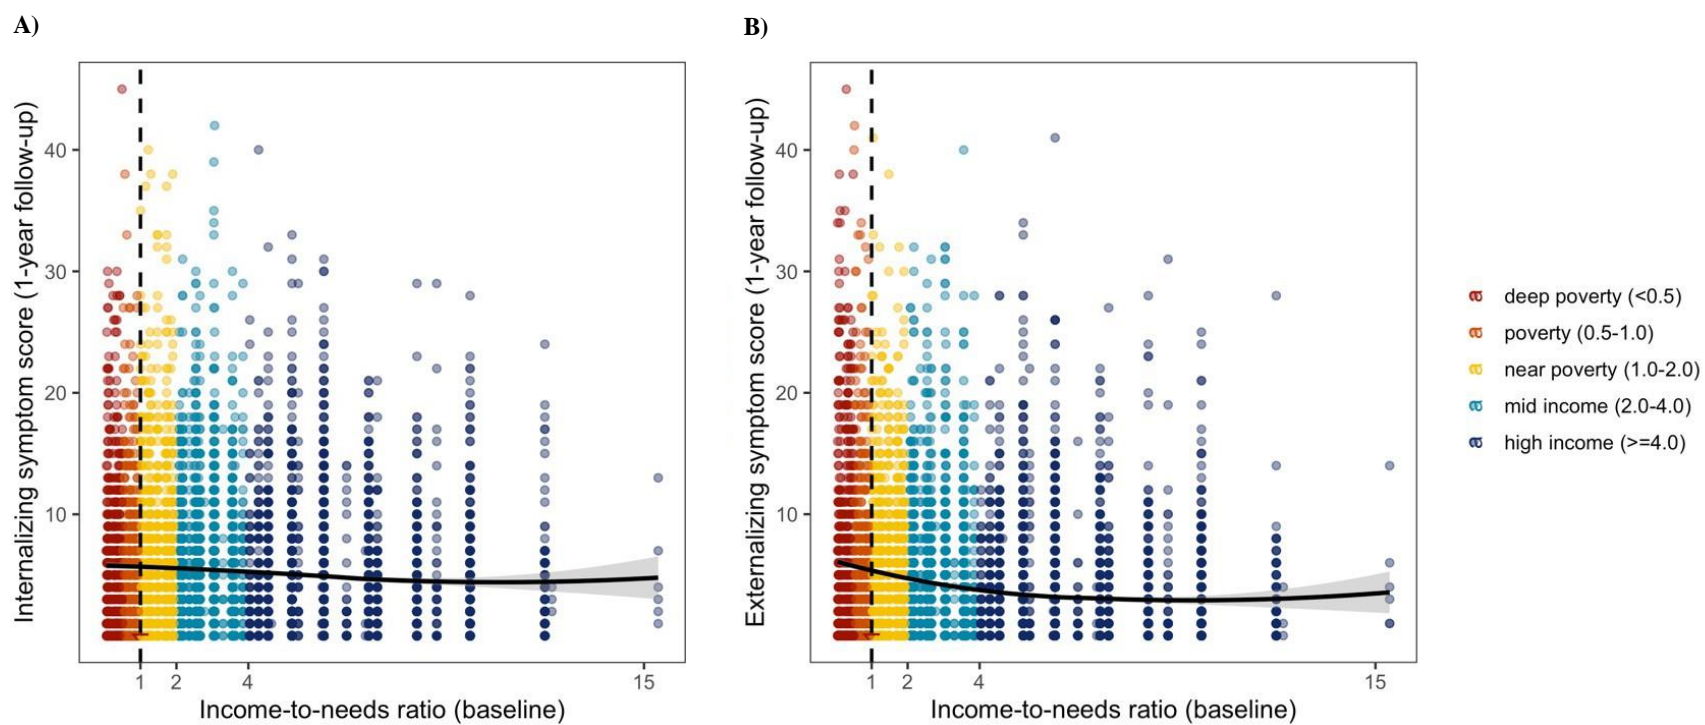 A)
B)
Internalizing symptom score (1-year follow-up)
40
30
20
10
1 2 4 15
Income-to-needs ratio (baseline)
Externalizing symptom score (1-year follow-up)
40
30
20
10
1 2 4 15
Income-to-needs ratio (baseline)
deep poverty (<0.5)
poverty (0.5-1.0)
near poverty (1.0-2.0)
mid income (2.0-4.0)
high income (>=4.0)